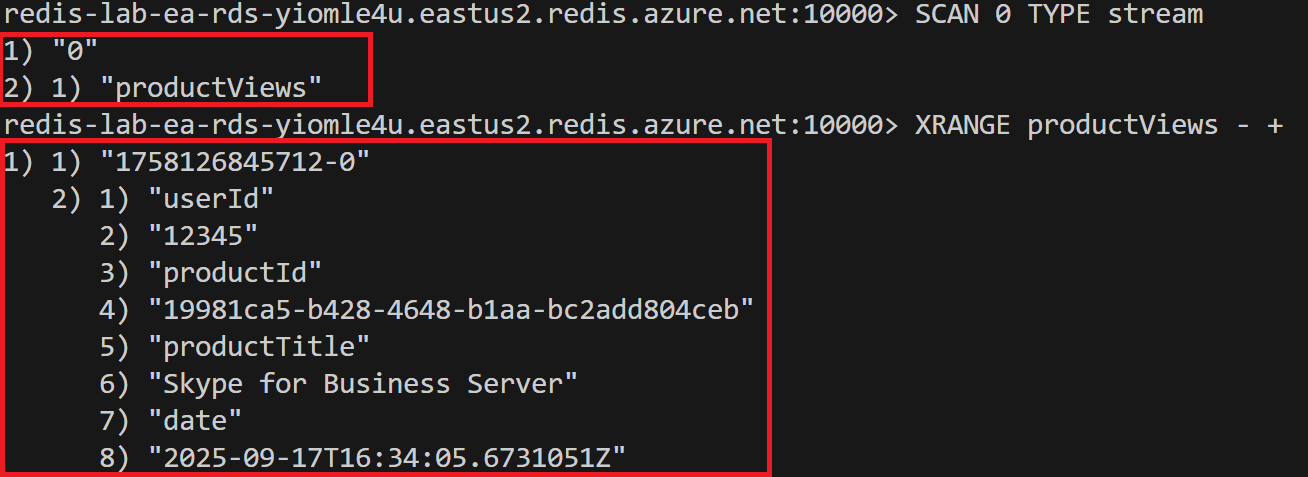 redis-lab-ea-rds-yiomle4u.eastus2.redis.azure.net:10000> SCAN 0 TYPE stream
1) "0"
2) 1) "productViews"
redis-lab-ea-rds-yiomle4u.eastus2.redis.azure.net:10000> XRANGE productViews - +
1) 1) "1758126845712-0"
   2) 1) "userId"
      2) "12345"
      3) "productId"
      4) "19981ca5-b428-4648-b1aa-bc2add804ceb"
      5) "productTitle"
      6) "Skype for Business Server"
      7) "date"
      8) "2025-09-17T16:34:05.6731051Z"